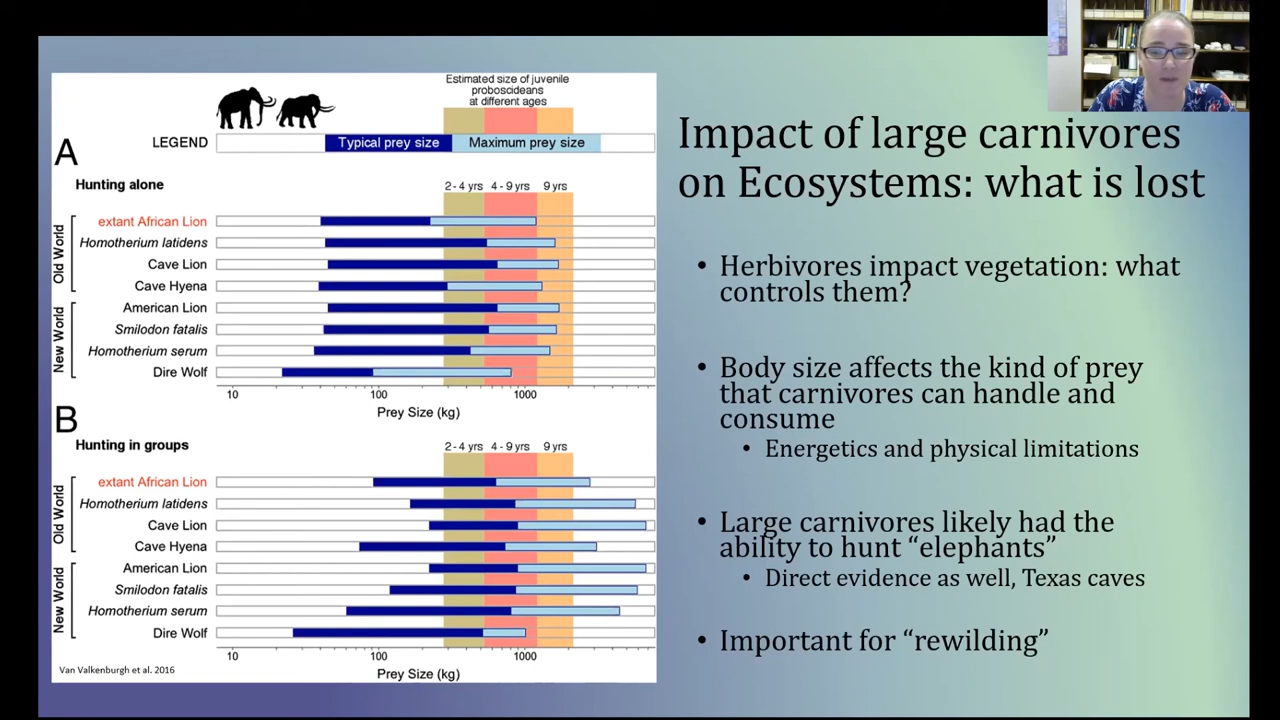 Estimated size of juvenile
proboscideans
at different ages
A
LEGEND
Typical prey size
Maximum prey size
Hunting alone
2 - 4 yrs
4 - 9 yrs
9 yrs
Old World
extant African Lion
Homotherium latidens
Cave Lion
Cave Hyena
New World
American Lion
Smilodon fatalis
Homotherium serum
Dire Wolf
10
100
1000
Prey Size (kg)
B
Hunting in groups
2 - 4 yrs
4 - 9 yrs
9 yrs
Old World
extant African Lion
Homotherium latidens
Cave Lion
Cave Hyena
New World
American Lion
Smilodon fatalis
Homotherium serum
Dire Wolf
10
100
1000
Prey Size (kg)
Van Valkenburgh et al. 2016
Impact of large carnivores
on Ecosystems: what is lost
• Herbivores impact vegetation: what
controls them?
• Body size affects the kind of prey
that carnivores can handle and
consume
• Energetics and physical limitations
• Large carnivores likely had the
ability to hunt “elephants”
• Direct evidence as well, Texas caves
• Important for “rewilding”